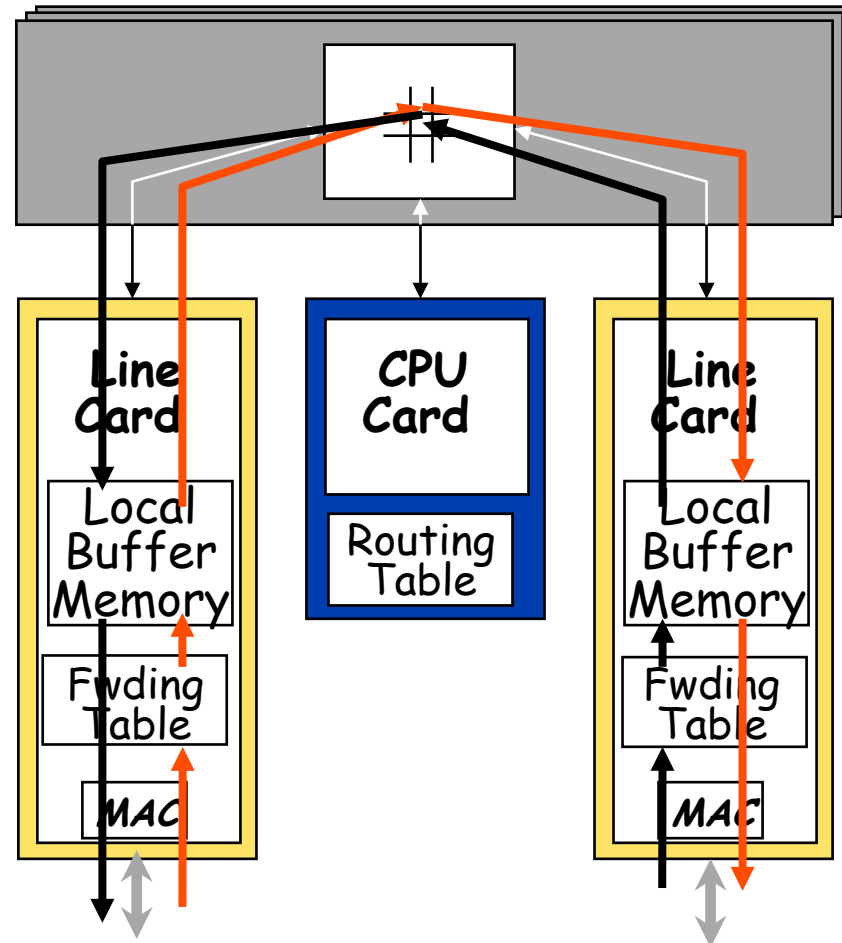 Line
Card
Local
Buffer
Memory
Fwding
Table
MAC
CPU
Card
Routing
Table
Line
Card
Local
Buffer
Memory
Fwding
Table
MAC